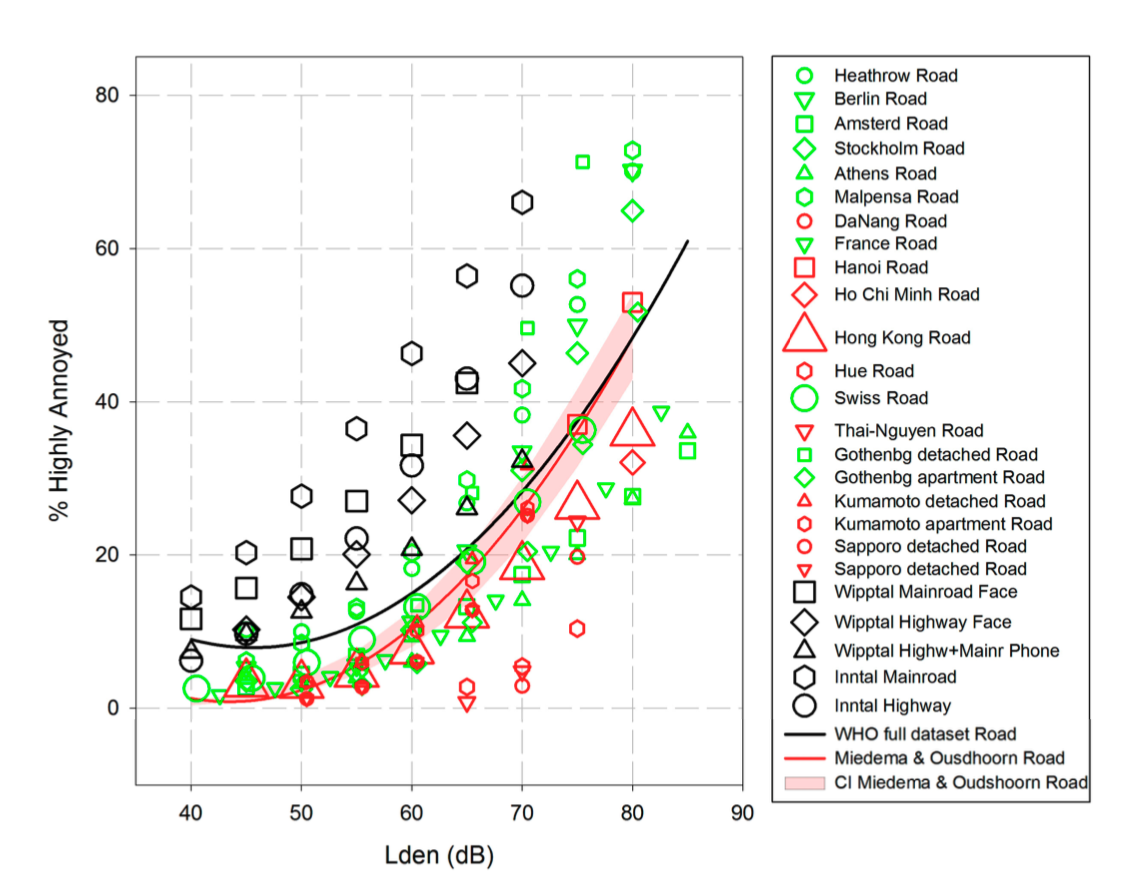 % Highly Annoyed
80
60
40
20
0
40 50 60 70 80 90
Lden (dB)
Heathrow Road
Berlin Road
Amsterd Road
Stockholm Road
Athens Road
Malpensa Road
DaNang Road
France Road
Hanoi Road
Ho Chi Minh Road
Hong Kong Road
Hue Road
Swiss Road
Thai-Nguyen Road
Gothenbg detached Road
Gothenbg apartment Road
Kumamoto detached Road
Kumamoto apartment Road
Sapporo detached Road
Sapporo detached Road
Wipptal Mainroad Face
Wipptal Highway Face
Wipptal Highw+Mainr Phone
Inntal Mainroad
Inntal Highway
WHO full dataset Road
Miedema & Ousdhoorn Road
CI Miedema & Oudshoorn Road